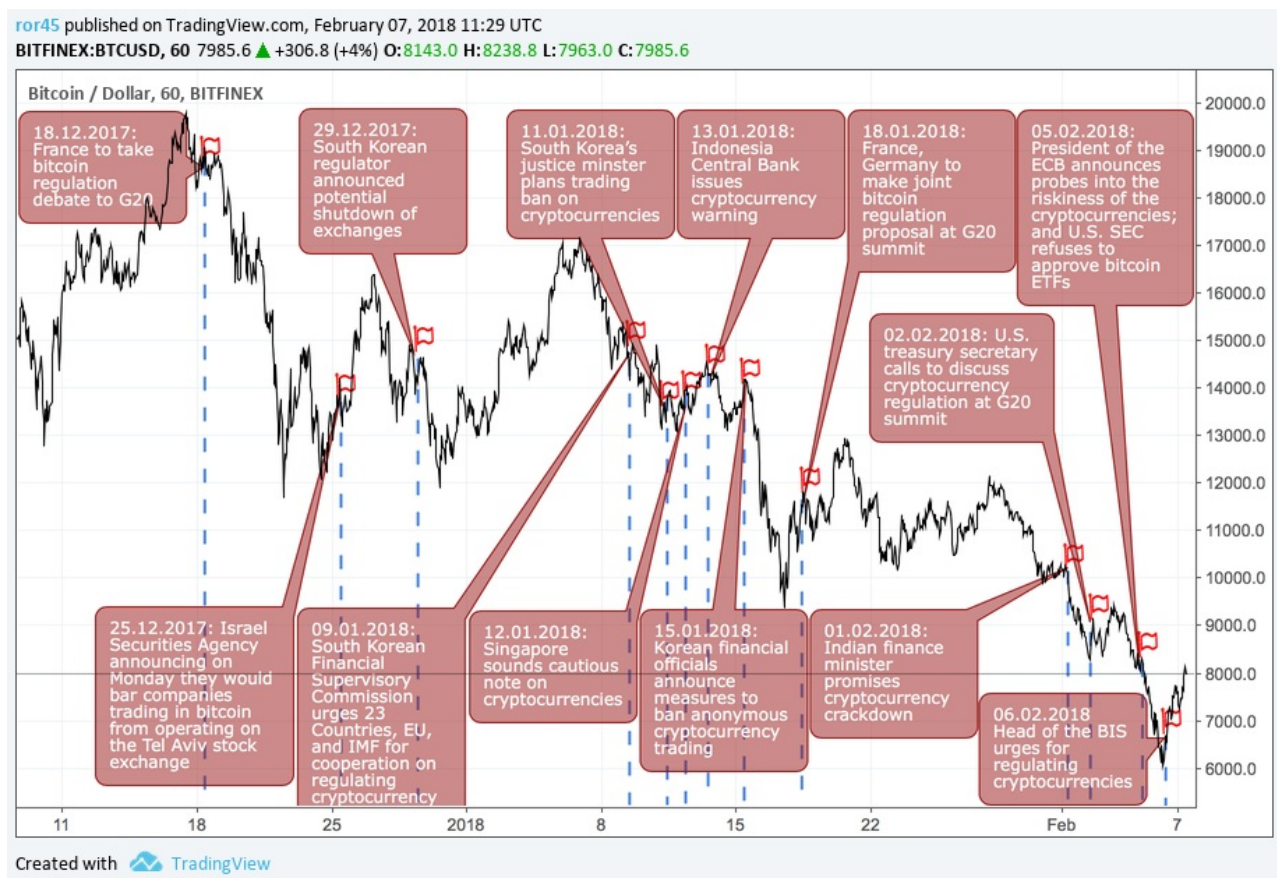 ror45 published on TradingView.com, February 07, 2018 11:29 UTC
BITFINEX:BTCUSD, 60 7985.6 ▲ +306.8 (+4%) O:8143.0 H:8238.8 L:7963.0 C:7985.6
Bitcoin / Dollar, 60, BITFINEX
18.12.2017:
France to take
bitcoin
regulation
debate to G20
29.12.2017:
South Korean
regulator
announced
potential
shutdown of
exchanges
11.01.2018:
South Korea's
justice minster
plans trading
ban on
cryptocurrencies
13.01.2018:
Indonesia
Central Bank
issues
cryptocurrency
warning
18.01.2018:
France,
Germany to
make joint
bitcoin
regulation
proposal at G20
summit
05.02.2018:
President of the
ECB announces
probes into the
riskiness of the
cryptocurrencies;
and U.S. SEC
refuses to
approve bitcoin
ETFs
02.02.2018: U.S.
treasury secretary
calls to discuss
cryptocurrency
regulation at G20
summit
25.12.2017: Israel
Securities Agency
announcing on
Monday they would
bar companies
trading in bitcoin
from operating on
the Tel Aviv stock
exchange
09.01.2018:
South Korean
Financial
Supervisory
Commission
urges 23
Countries, EU,
and IMF for
cooperation on
regulating
cryptocurrency
12.01.2018:
Singapore
sounds cautious
note on
cryptocurrencies
15.01.2018:
Korean financial
officials
announce
measures to
ban anonymous
cryptocurrency
trading
01.02.2018:
Indian finance
minister
promises
cryptocurrency
crackdown
06.02.2018
Head of the BIS
urges for
regulating
cryptocurrencies
20000.0
19000.0
18000.0
17000.0
16000.0
15000.0
14000.0
13000.0
12000.0
11000.0
10000.0
9000.0
8000.0
7000.0
6000.0
11 18 25 2018 8 15 22 Feb 7
Created with TradingView